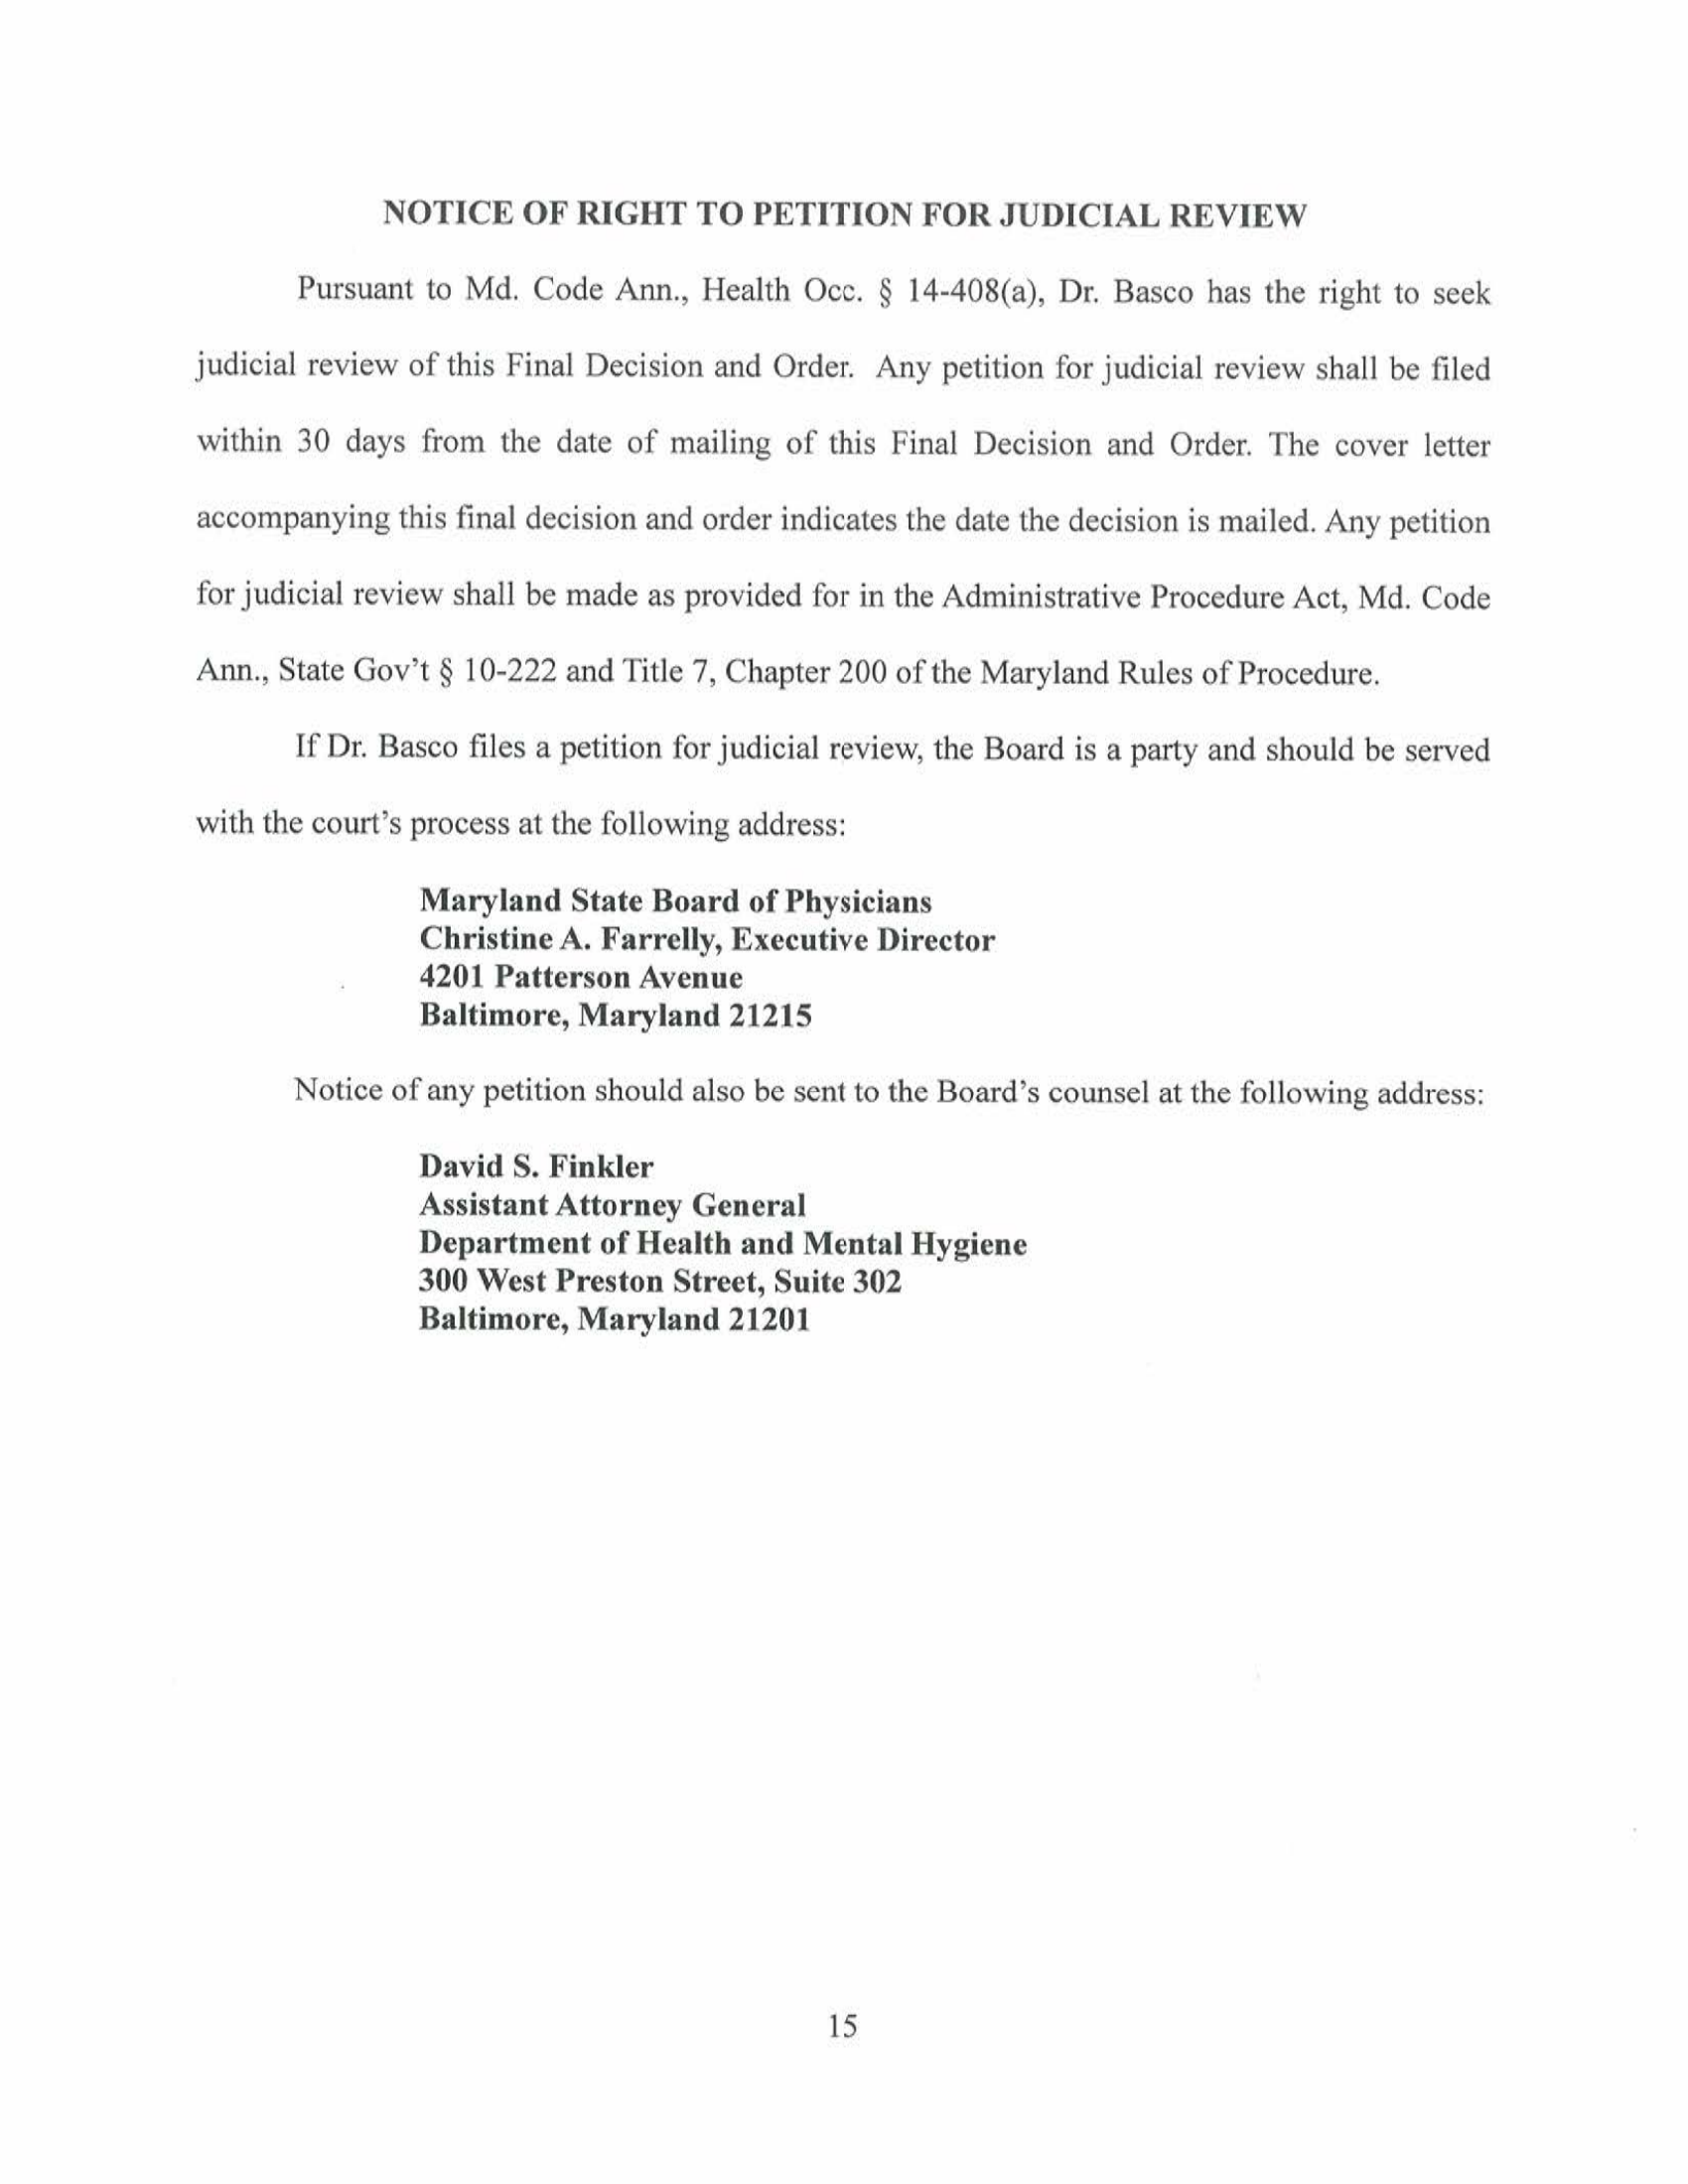 NOTICE OF RIGHT TO PETITION FOR JUDICIAL REVIEW
Pursuant to Md. Code Ann., Health Occ. § 14-408(a), Dr. Basco has the right to seek
judicial review of this Final Decision and Order. Any petition for judicial review shall be filed
within 30 days from the date of mailing of this Final Decision and Order. The cover letter
accompanying this final decision and order indicates the date the decision is mailed. Any petition
for judicial review shall be made as provided for in the Administrative Procedure Act, Md. Code
Ann., State Gov't § 10-222 and Title 7, Chapter 200 of the Maryland Rules of Procedure.
If Dr. Basco files a petition for judicial review, the Board is a party and should be served
with the court's process at the following address:
Maryland State Board of Physicians
Christine A. Farrelly, Executive Director
4201 Patterson Avenue
Baltimore, Maryland 21215
Notice of any petition should also be sent to the Board's counsel at the following address:
David S. Finkler
Assistant Attorney General
Department of Health and Mental Hygiene
300 West Preston Street, Suite 302
Baltimore, Maryland 21201
15